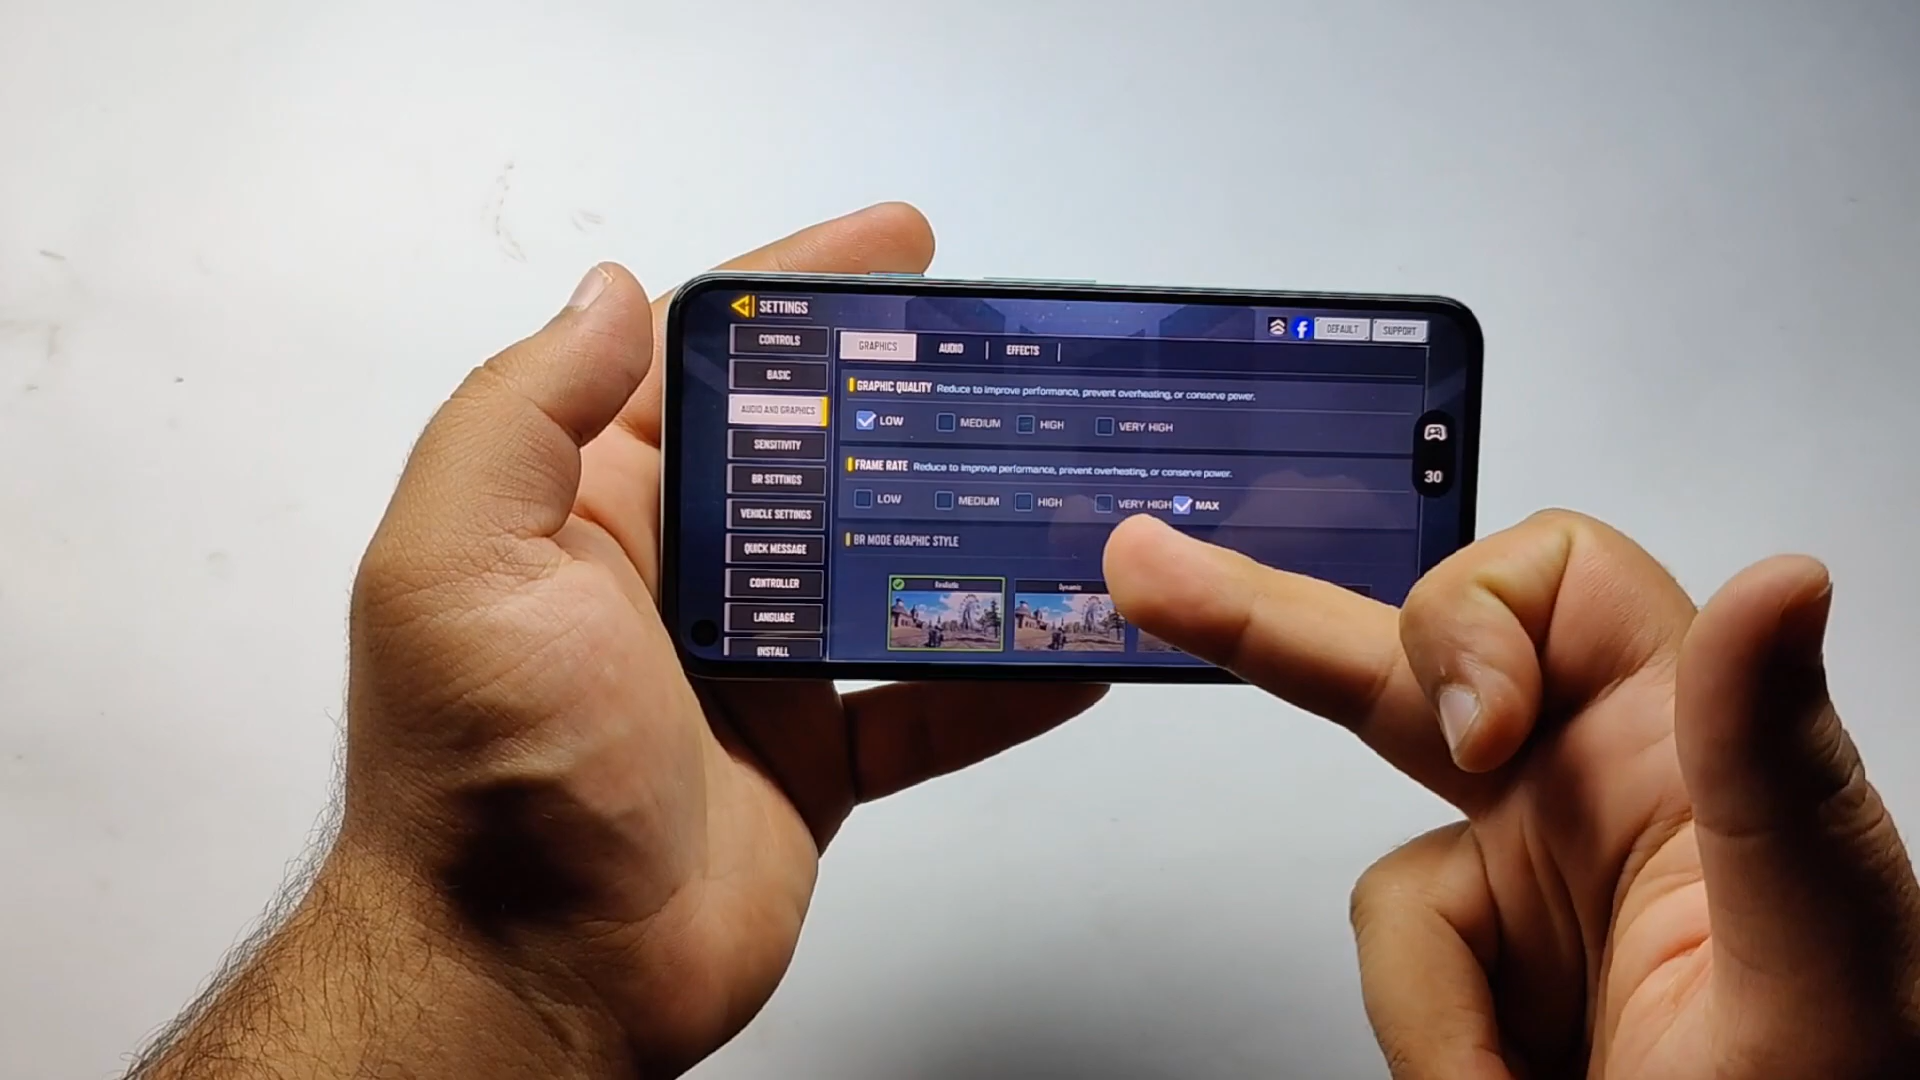 SETTINGS
f
DEFAULT
SUPPORT
CONTROLS
BASIC
AUDIO AND GRAPHICS
SENSITIVITY
BR SETTINGS
VEHICLE SETTINGS
QUICK MESSAGE
CONTROLLER
LANGUAGE
INSTALL
GRAPHICS
AUDIO
EFFECTS
GRAPHIC QUALITY Reduce to improve performance, prevent overheating, or conserve power.
LOW MEDIUM HIGH VERY HIGH
FRAME RATE Reduce to improve performance, prevent overheating, or conserve power.
LOW MEDIUM HIGH VERY HIGH MAX
BR MODE GRAPHIC STYLE
Realistic
Dynamic
30